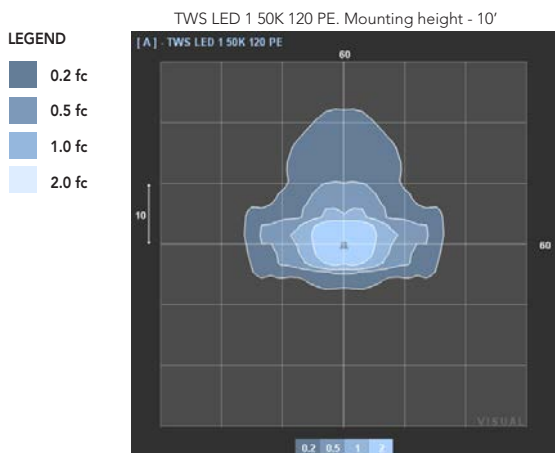 TWS LED 1 50K 120 PE. Mounting height - 10’
LEGEND
0.2 fc
0.5 fc
1.0 fc
2.0 fc
[ A ] - TWS LED 1 50K 120 PE
60
10
60
A
VISUAL
0.2 0.5 1 2